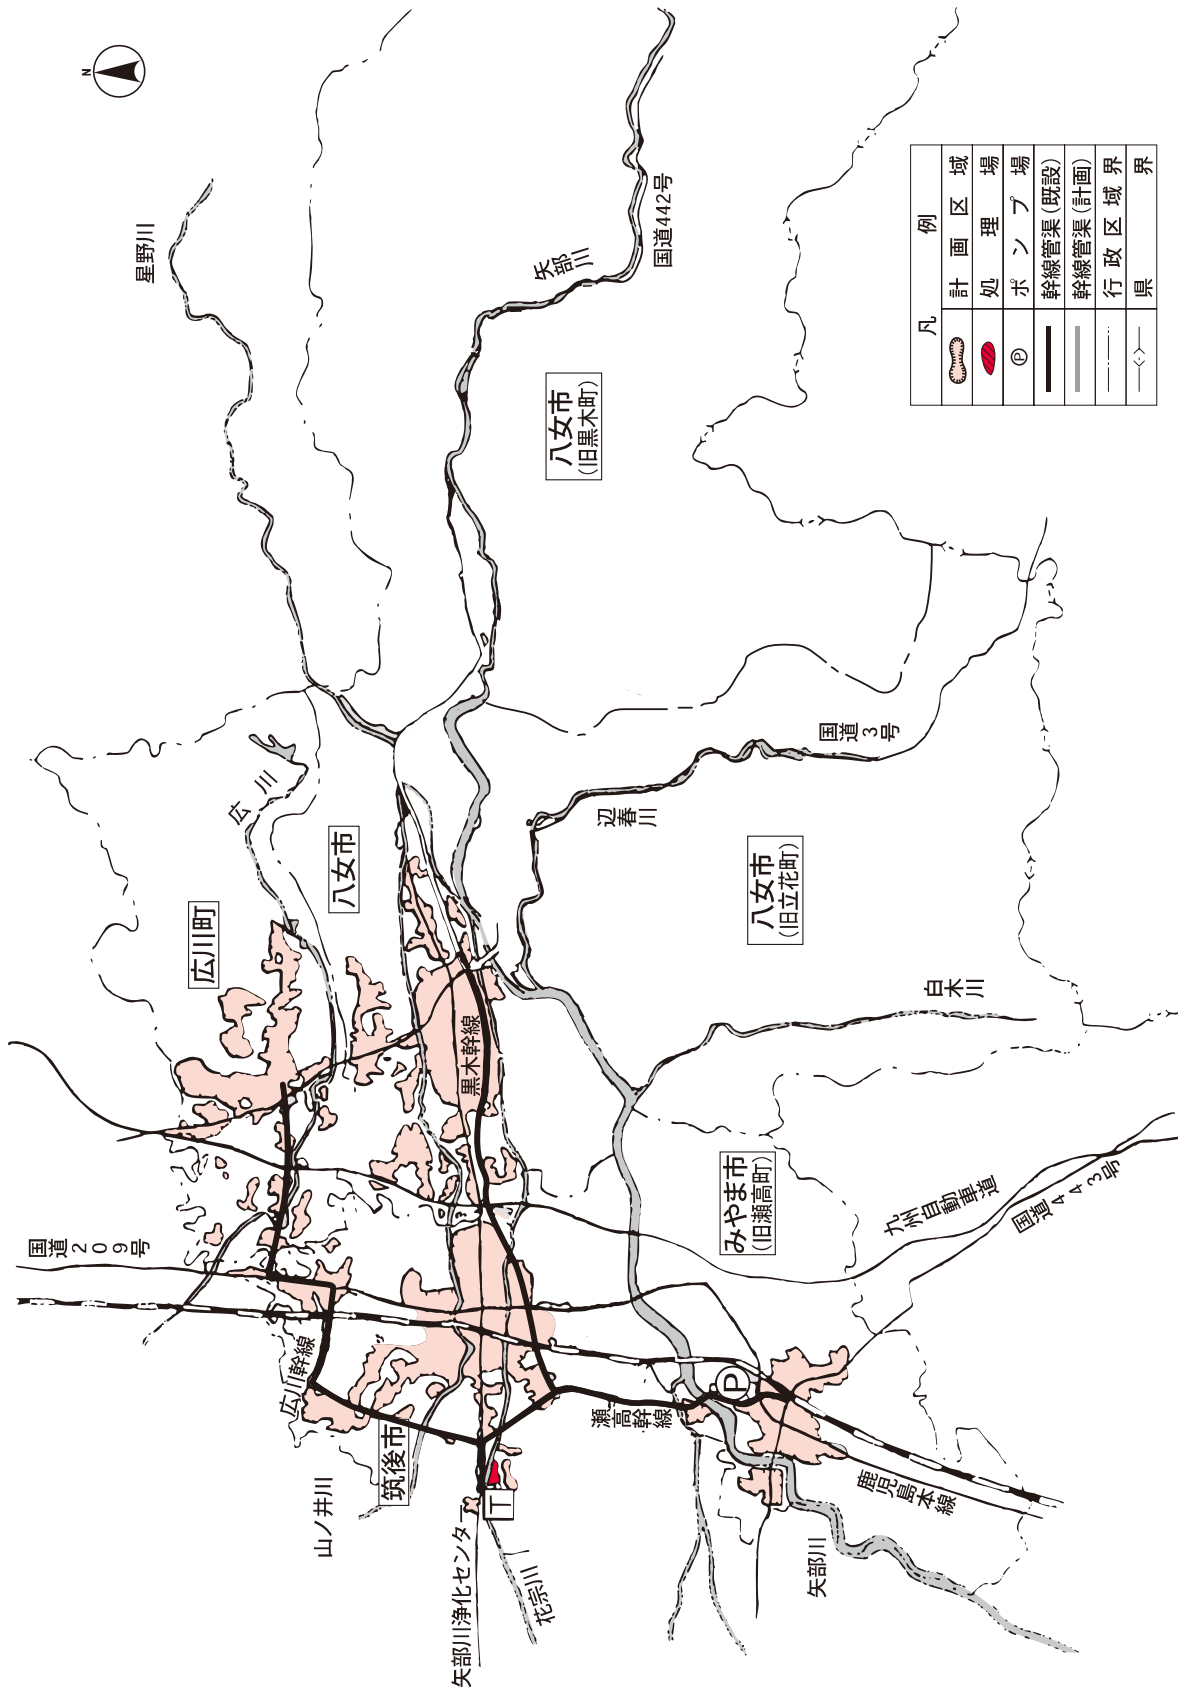 N
星野川
矢部川
国道442号
凡例
計画区域
処理場
Ⓟ ポンプ場
幹線管渠(既設)
幹線管渠(計画)
行政区域界
県界
八女市
(旧黒木町)
広川
八女市
広川町
国道3号
辺春川
八女市
(旧立花町)
白木川
黒木幹線
みやま市
(旧瀬高町)
九州自動車道
国道443号
国道209号
広川幹線
瀬高幹線
P
筑後市
山ノ井川
T
矢部川浄化センター
花宗川
鹿児島本線
矢部川